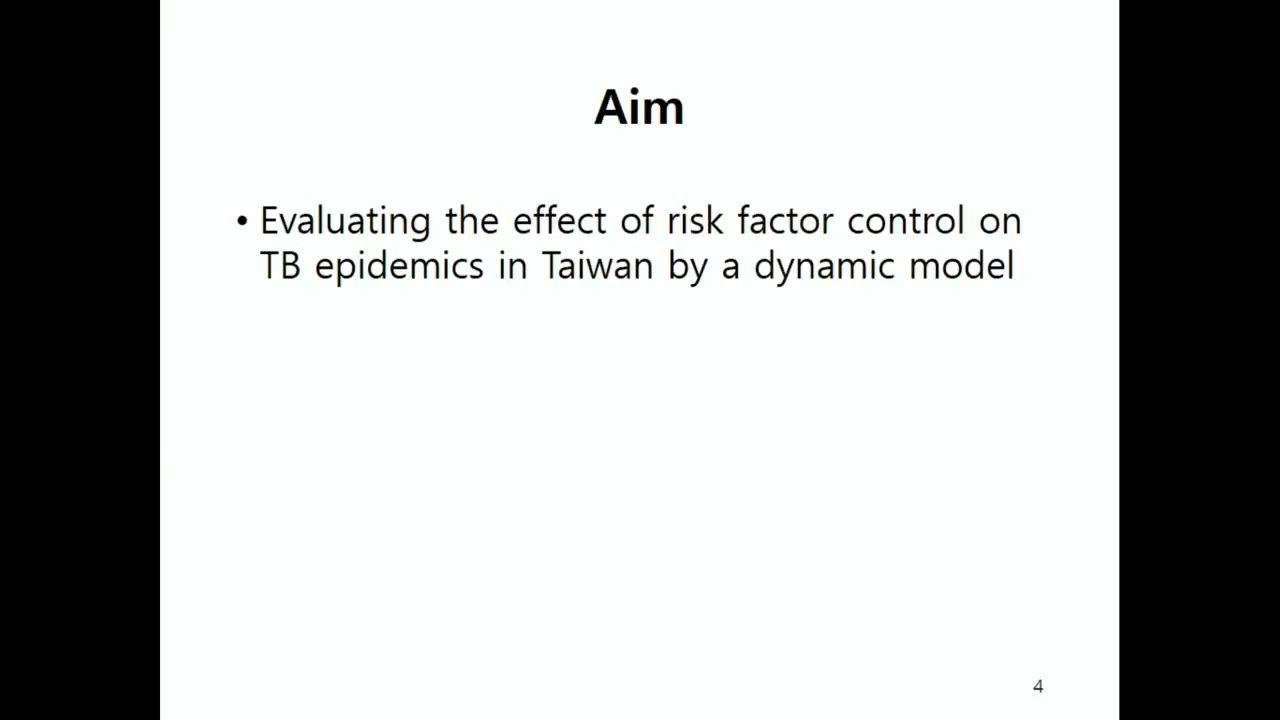 Aim
• Evaluating the effect of risk factor control on
TB epidemics in Taiwan by a dynamic model
4